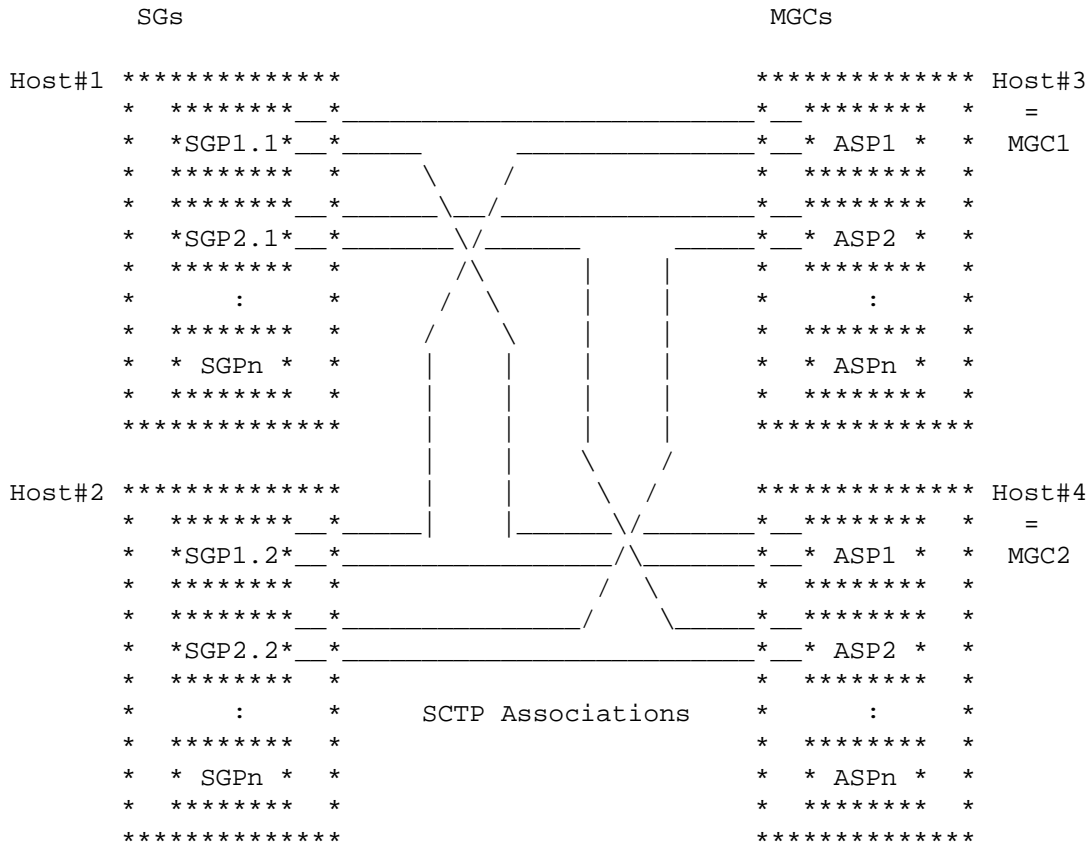 SGs MGCs
Host#1 Host#3
=
SGP1.1 ASP1 MGC1
SGP2.1 ASP2
: :
SGPn ASPn
Host#2 Host#4
=
SGP1.2 ASP1 MGC2
SGP2.2 ASP2
: SCTP Associations :
SGPn ASPn